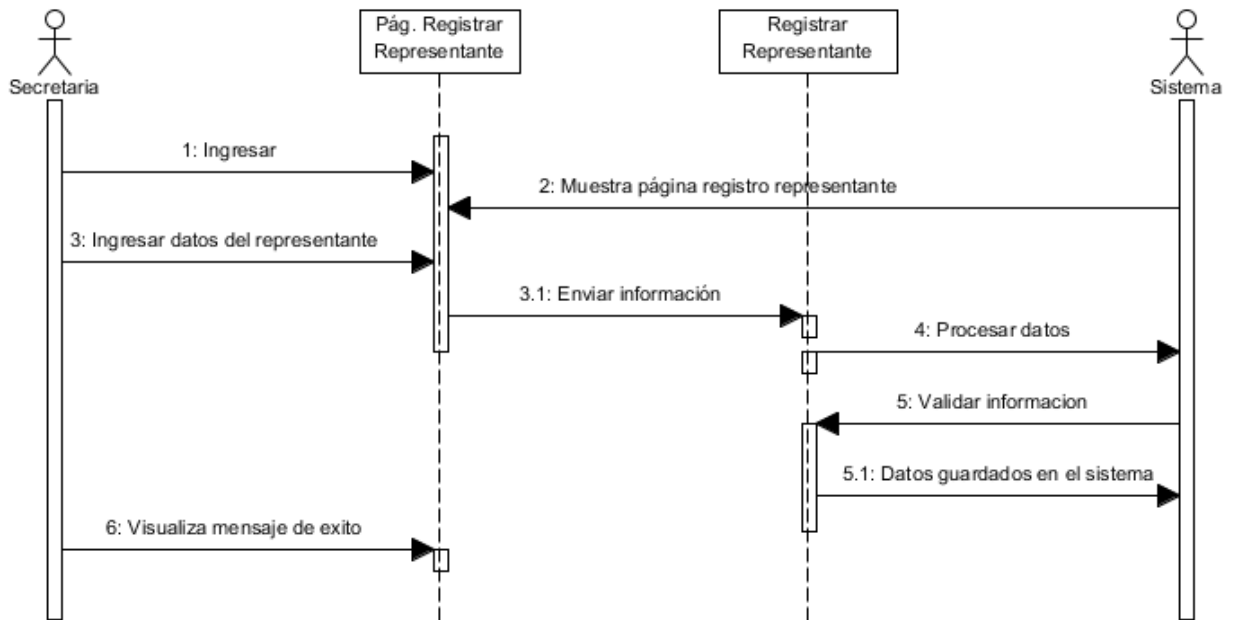 Pág. Registrar
Representante
Registrar
Representante
Secretaria
Sistema
1: Ingresar
2: Muestra página registro representante
3: Ingresar datos del representante
3.1: Enviar información
4: Procesar datos
5: Validar informacion
5.1: Datos guardados en el sistema
6: Visualiza mensaje de exito